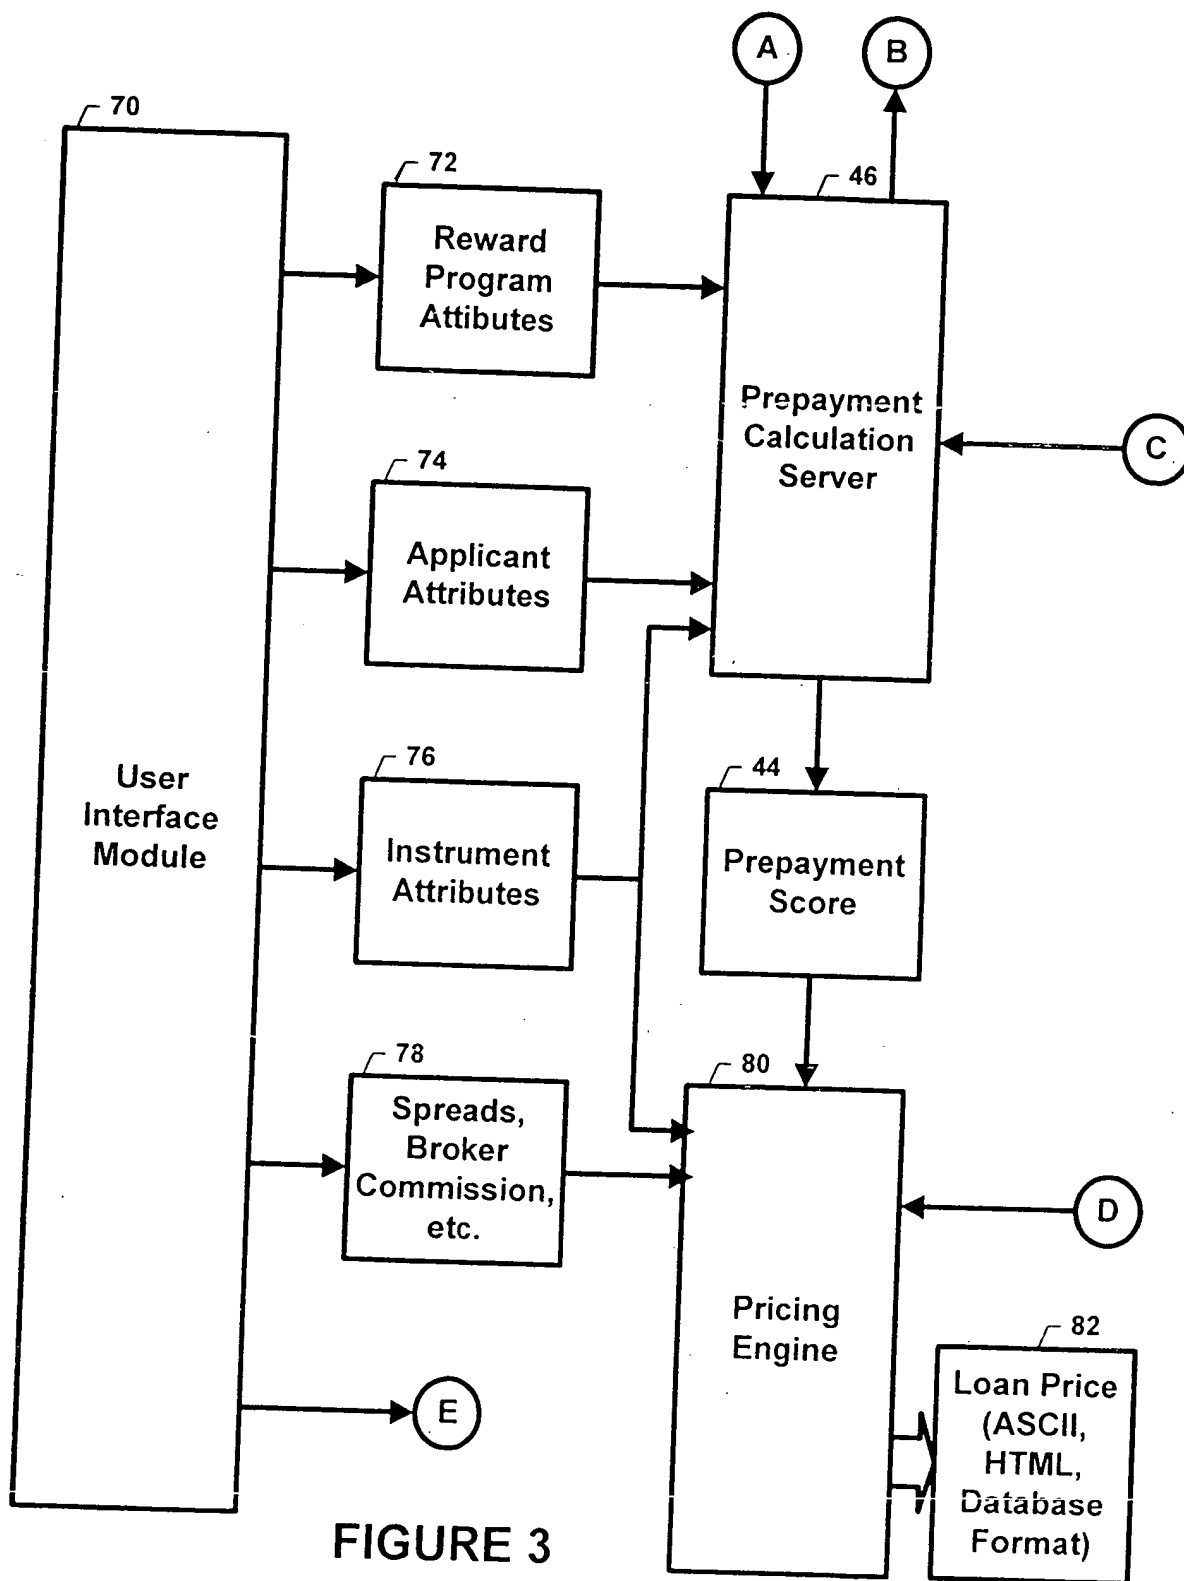 A
B
70
72
46
Reward
Program
Attibutes
Prepayment
Calculation
Server
C
74
Applicant
Attributes
User
Interface
Module
76
Instrument
Attributes
44
Prepayment
Score
78
Spreads,
Broker
Commission,
etc.
80
Pricing
Engine
D
82
Loan Price
(ASCII,
HTML,
Database
Format)
E
FIGURE 3